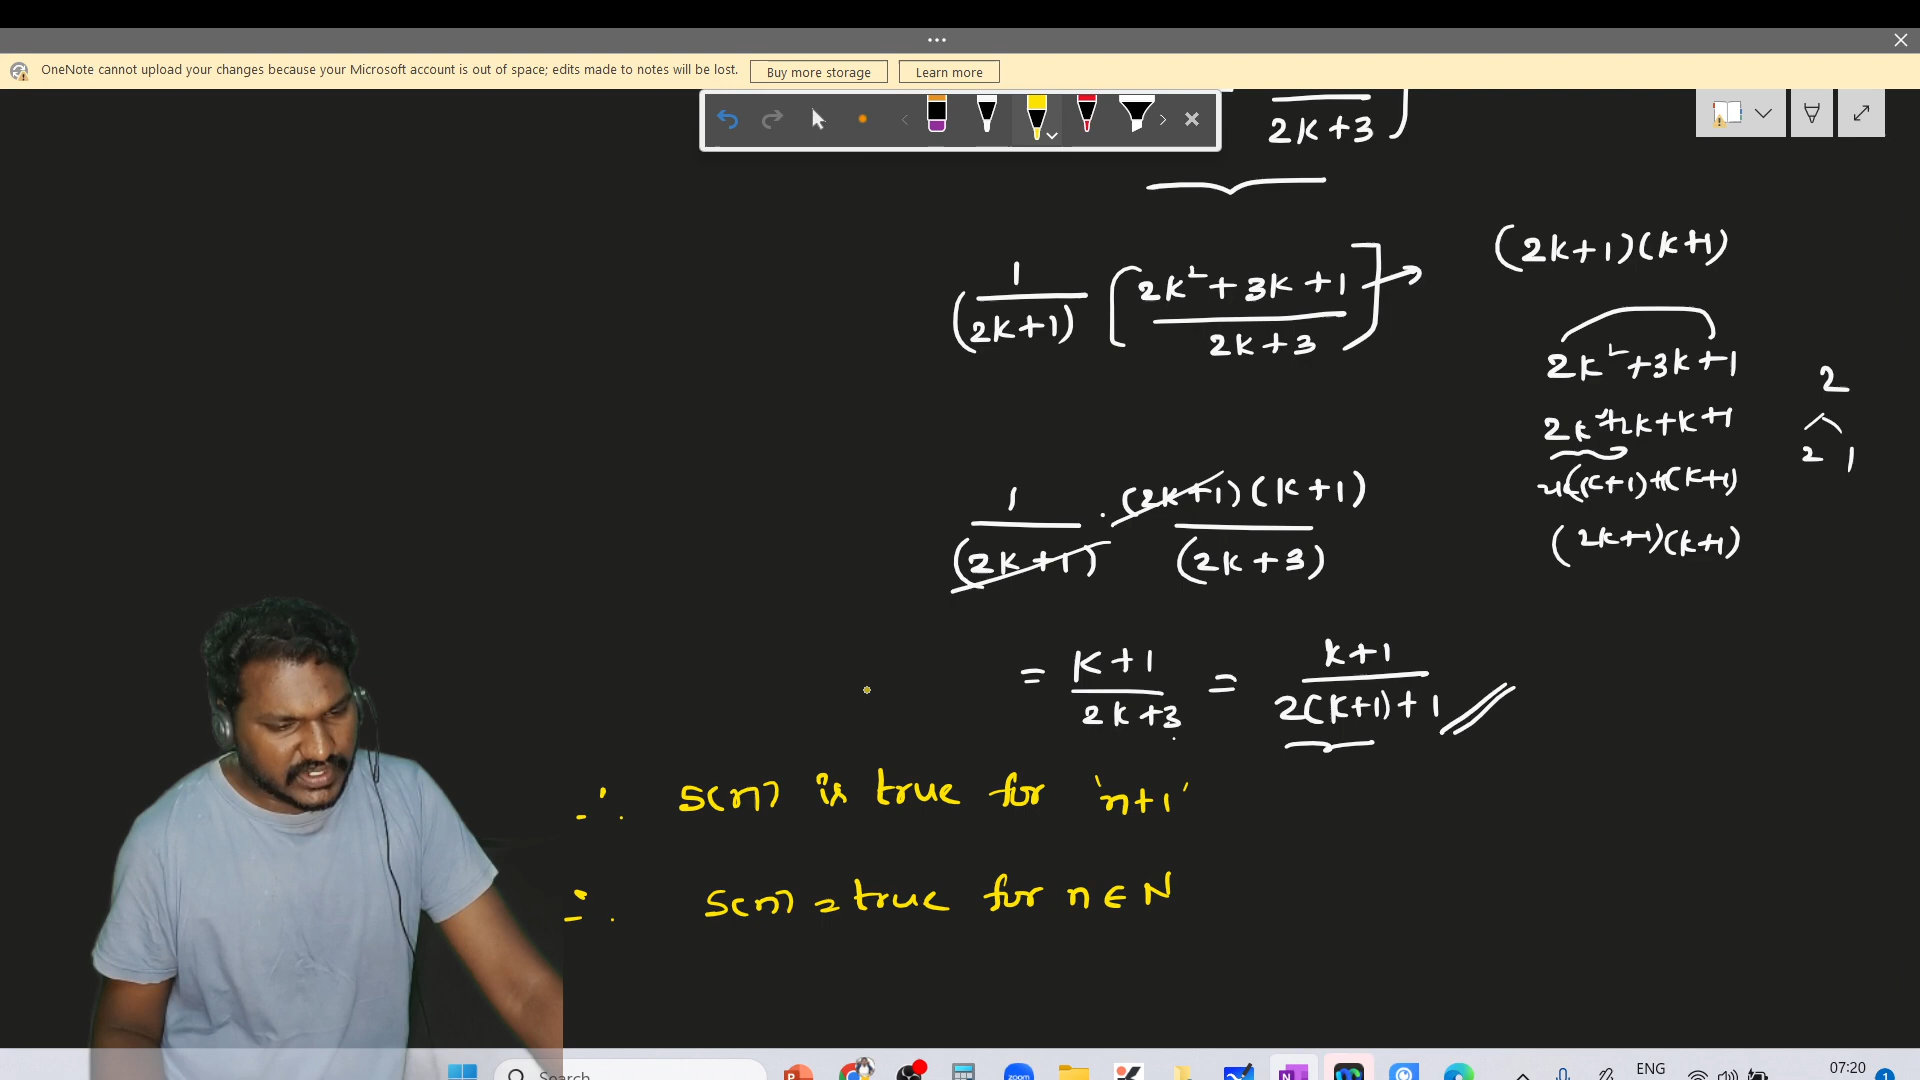 OneNote cannot upload your changes because your Microsoft account is out of space; edits made to notes will be lost. Buy more storage Learn more
2k+3
(2k+1)(k+1)
1/(2k+1) [2k²+3k+1 / 2k+3]
2k²+3k+1
2
2k²+2k+k+1
2 1
2k(k+1)+1(k+1)
1/(2k+1) · (2k+1)(k+1)/(2k+3)
(2k+1)(k+1)
= k+1/2k+3 = k+1/2(k+1)+1
∴ S(n) is true for 'n+1'
∴ S(n) = true for n ∈ N
Search
zoom
ENG
07:20
1